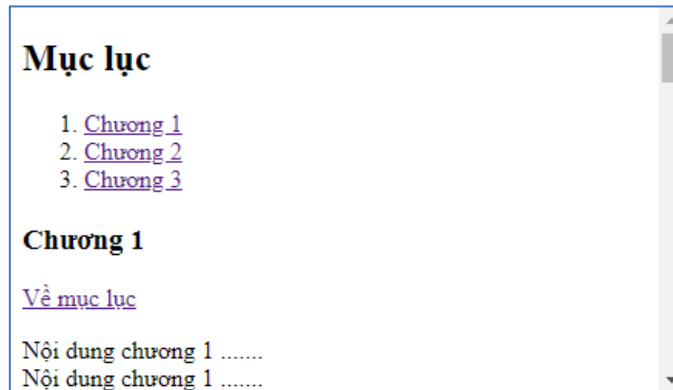 Mục lục
1. Chương 1
2. Chương 2
3. Chương 3
Chương 1
Về mục lục
Nội dung chương 1 .......
Nội dung chương 1 .......